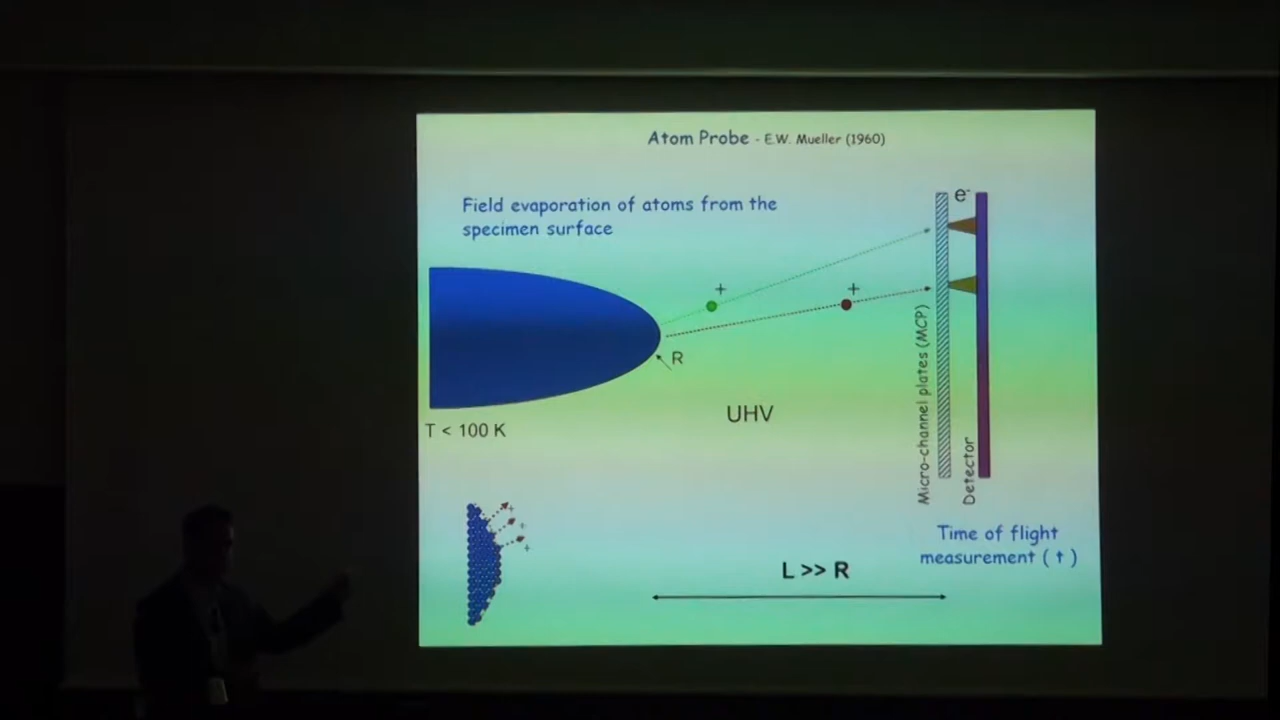 Atom Probe - E.W. Mueller (1960)
Field evaporation of atoms from the
specimen surface
e-
+
+
R
Micro-channel plates (MCP)
Detector
UHV
T < 100 K
+
+
+
Time of flight
measurement ( t )
L >> R